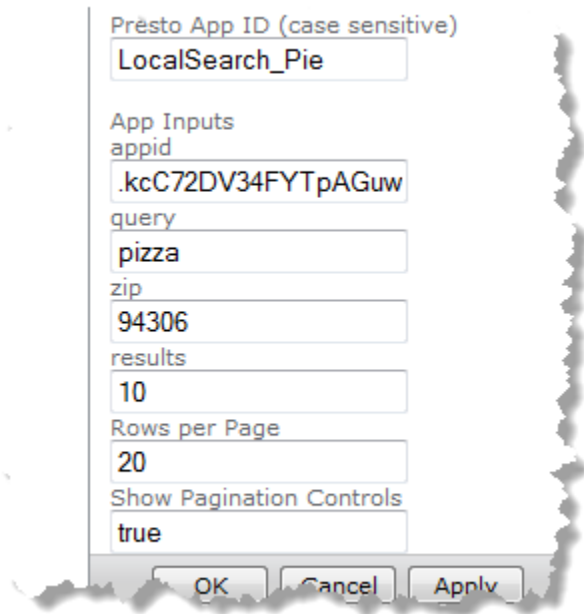 Presto App ID (case sensitive)
LocalSearch_Pie
App Inputs
appid
.kcC72DV34FYTpAGuw
query
pizza
zip
94306
results
10
Rows per Page
20
Show Pagination Controls
true
OK Cancel Apply